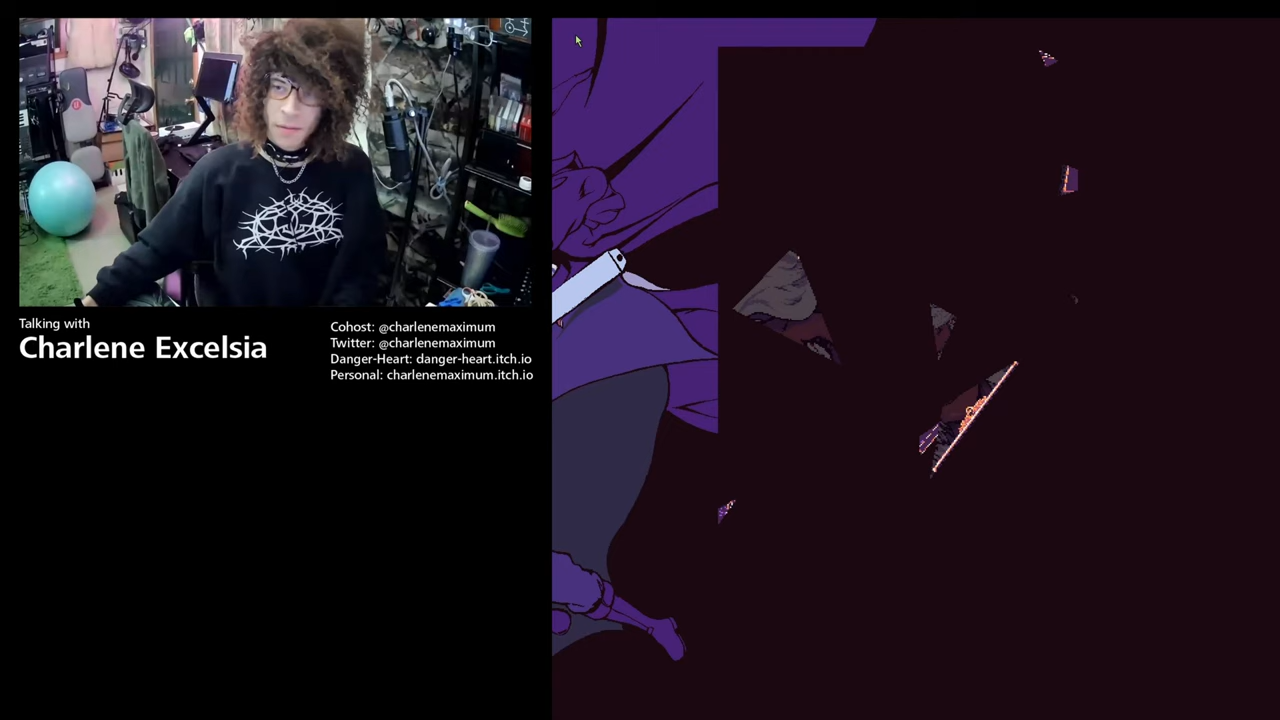 Talking with
Charlene Excelsia
Cohost: @charlenemaximum
Twitter: @charlenemaximum
Danger-Heart: danger-heart.itch.io
Personal: charlenemaximum.itch.io